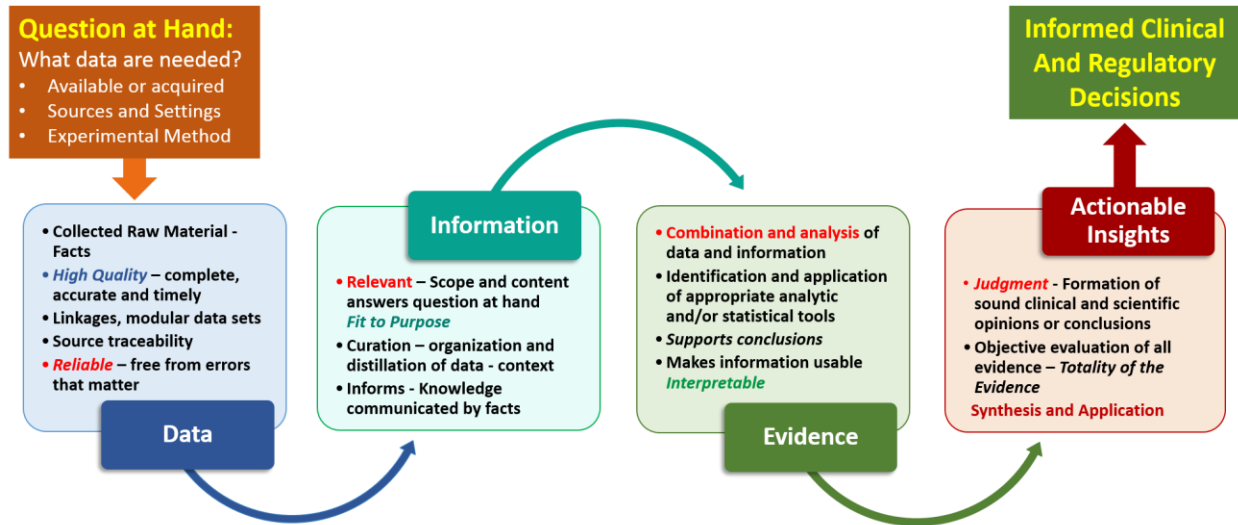 Question at Hand:
What data are needed?
• Available or acquired
• Sources and Settings
• Experimental Method
• Collected Raw Material -
Facts
• High Quality – complete,
accurate and timely
• Linkages, modular data sets
• Source traceability
• Reliable – free from errors
that matter
Data
Information
• Relevant – Scope and content
answers question at hand
Fit to Purpose
• Curation – organization and
distillation of data - context
• Informs - Knowledge
communicated by facts
• Combination and analysis of
data and information
• Identification and application
of appropriate analytic
and/or statistical tools
• Supports conclusions
• Makes information usable
Interpretable
Evidence
Informed Clinical
And Regulatory
Decisions
Actionable
Insights
• Judgment - Formation of
sound clinical and scientific
opinions or conclusions
• Objective evaluation of all
evidence – Totality of the
Evidence
Synthesis and Application